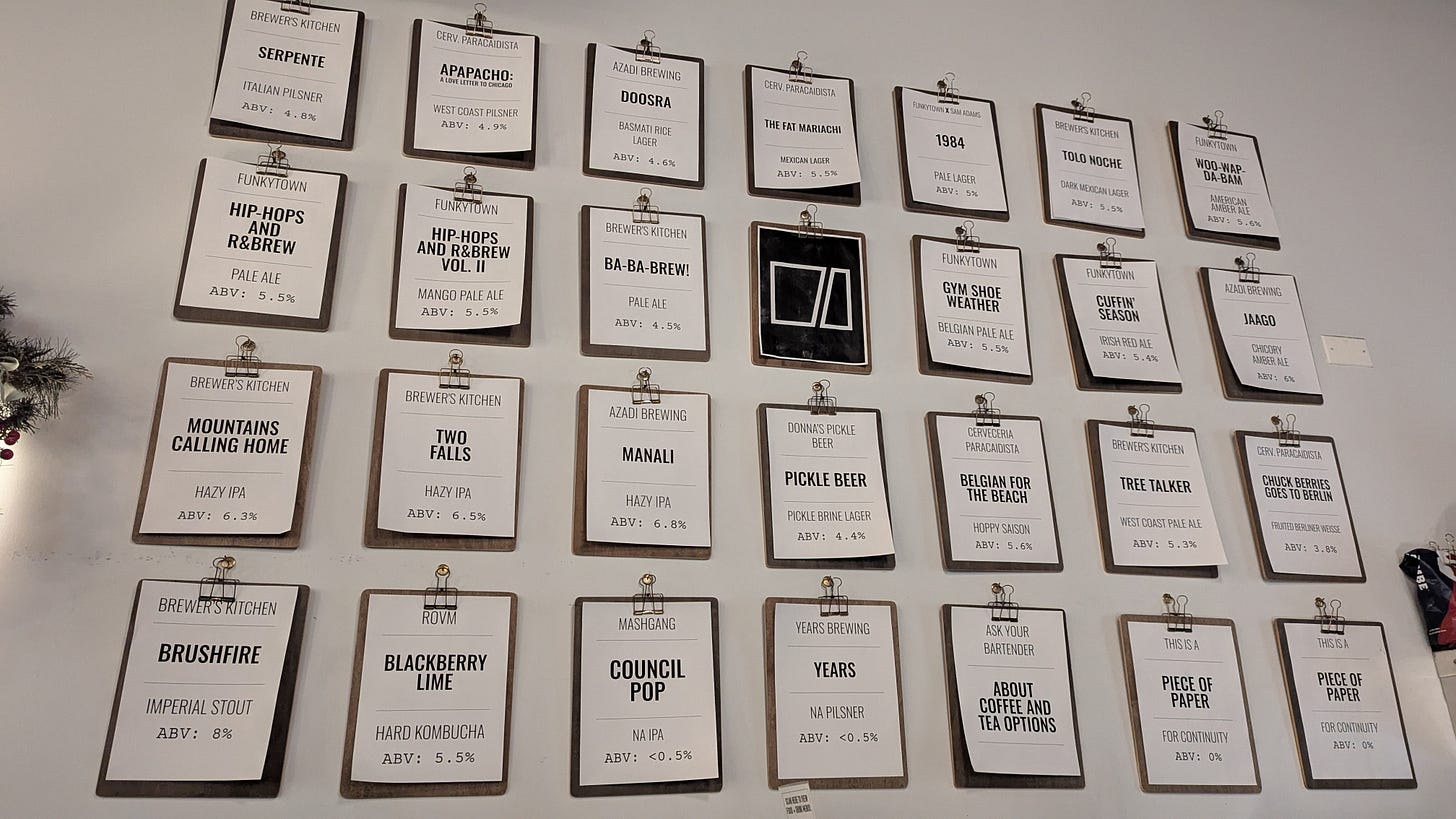 BREWER'S KITCHEN
SERPENTE
ITALIAN PILSNER
ABV: 4.8%
CERV. PARACAIDISTA
APAPACHO:
A LOVE LETTER TO CHICAGO
WEST COAST PILSNER
ABV: 4.9%
AZADI BREWING
DOOSRA
BASMATI RICE
LAGER
ABV: 4.6%
CERV. PARACAIDISTA
THE FAT MARIACHI
MEXICAN LAGER
ABV: 5.5%
FUNKYTOWN X SAM ADAMS
1984
PALE LAGER
ABV: 5%
BREWER'S KITCHEN
TOLO NOCHE
DARK MEXICAN LAGER
ABV: 5.5%
FUNKYTOWN
WOO-WAP-
DA-BAM
AMERICAN
AMBER ALE
ABV: 5.6%
FUNKYTOWN
HIP-HOPS
AND
R&BREW
PALE ALE
ABV: 5.5%
FUNKYTOWN
HIP-HOPS
AND R&BREW
VOL. II
MANGO PALE ALE
ABV: 5.5%
BREWER'S KITCHEN
BA-BA-BREW!
PALE ALE
ABV: 4.5%
FUNKYTOWN
GYM SHOE
WEATHER
BELGIAN PALE ALE
ABV: 5.5%
FUNKYTOWN
CUFFIN'
SEASON
IRISH RED ALE
ABV: 5.4%
AZADI BREWING
JAAGO
CHICORY
AMBER ALE
ABV: 6%
BREWER'S KITCHEN
MOUNTAINS
CALLING HOME
HAZY IPA
ABV: 6.3%
BREWER'S KITCHEN
TWO
FALLS
HAZY IPA
ABV: 6.5%
AZADI BREWING
MANALI
HAZY IPA
ABV: 6.8%
DONNA'S PICKLE
BEER
PICKLE BEER
PICKLE BRINE LAGER
ABV: 4.4%
CERVECERIA
PARACAIDISTA
BELGIAN FOR
THE BEACH
HOPPY SAISON
ABV: 5.6%
BREWER'S KITCHEN
TREE TALKER
WEST COAST PALE ALE
ABV: 5.3%
CERV. PARACAIDISTA
CHUCK BERRIES
GOES TO BERLIN
FRUITED BERLINER WEISSE
ABV: 3.8%
BREWER'S KITCHEN
BRUSHFIRE
IMPERIAL STOUT
ABV: 8%
ROVM
BLACKBERRY
LIME
HARD KOMBUCHA
ABV: 5.5%
MASHGANG
COUNCIL
POP
NA IPA
ABV: <0.5%
YEARS BREWING
YEARS
NA PILSNER
ABV: <0.5%
ASK YOUR
BARTENDER
ABOUT
COFFEE AND
TEA OPTIONS
THIS IS A
PIECE OF
PAPER
FOR CONTINUITY
ABV: 0%
THIS IS A
PIECE OF
PAPER
FOR CONTINUITY
ABV: 0%